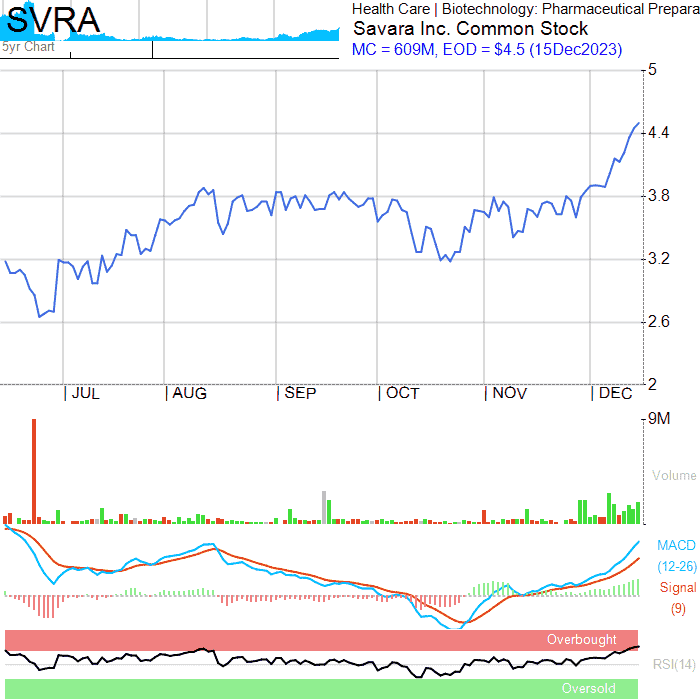 SVRA
5yr Chart
Health Care | Biotechnology: Pharmaceutical Prepara
Savara Inc. Common Stock
MC = 609M, EOD = $4.5 (15Dec2023)
5
4.4
3.8
3.2
2.6
2
JUL AUG SEP OCT NOV DEC
9M
Volume
MACD
(12-26)
Signal
(9)
Overbought
RSI(14)
Oversold